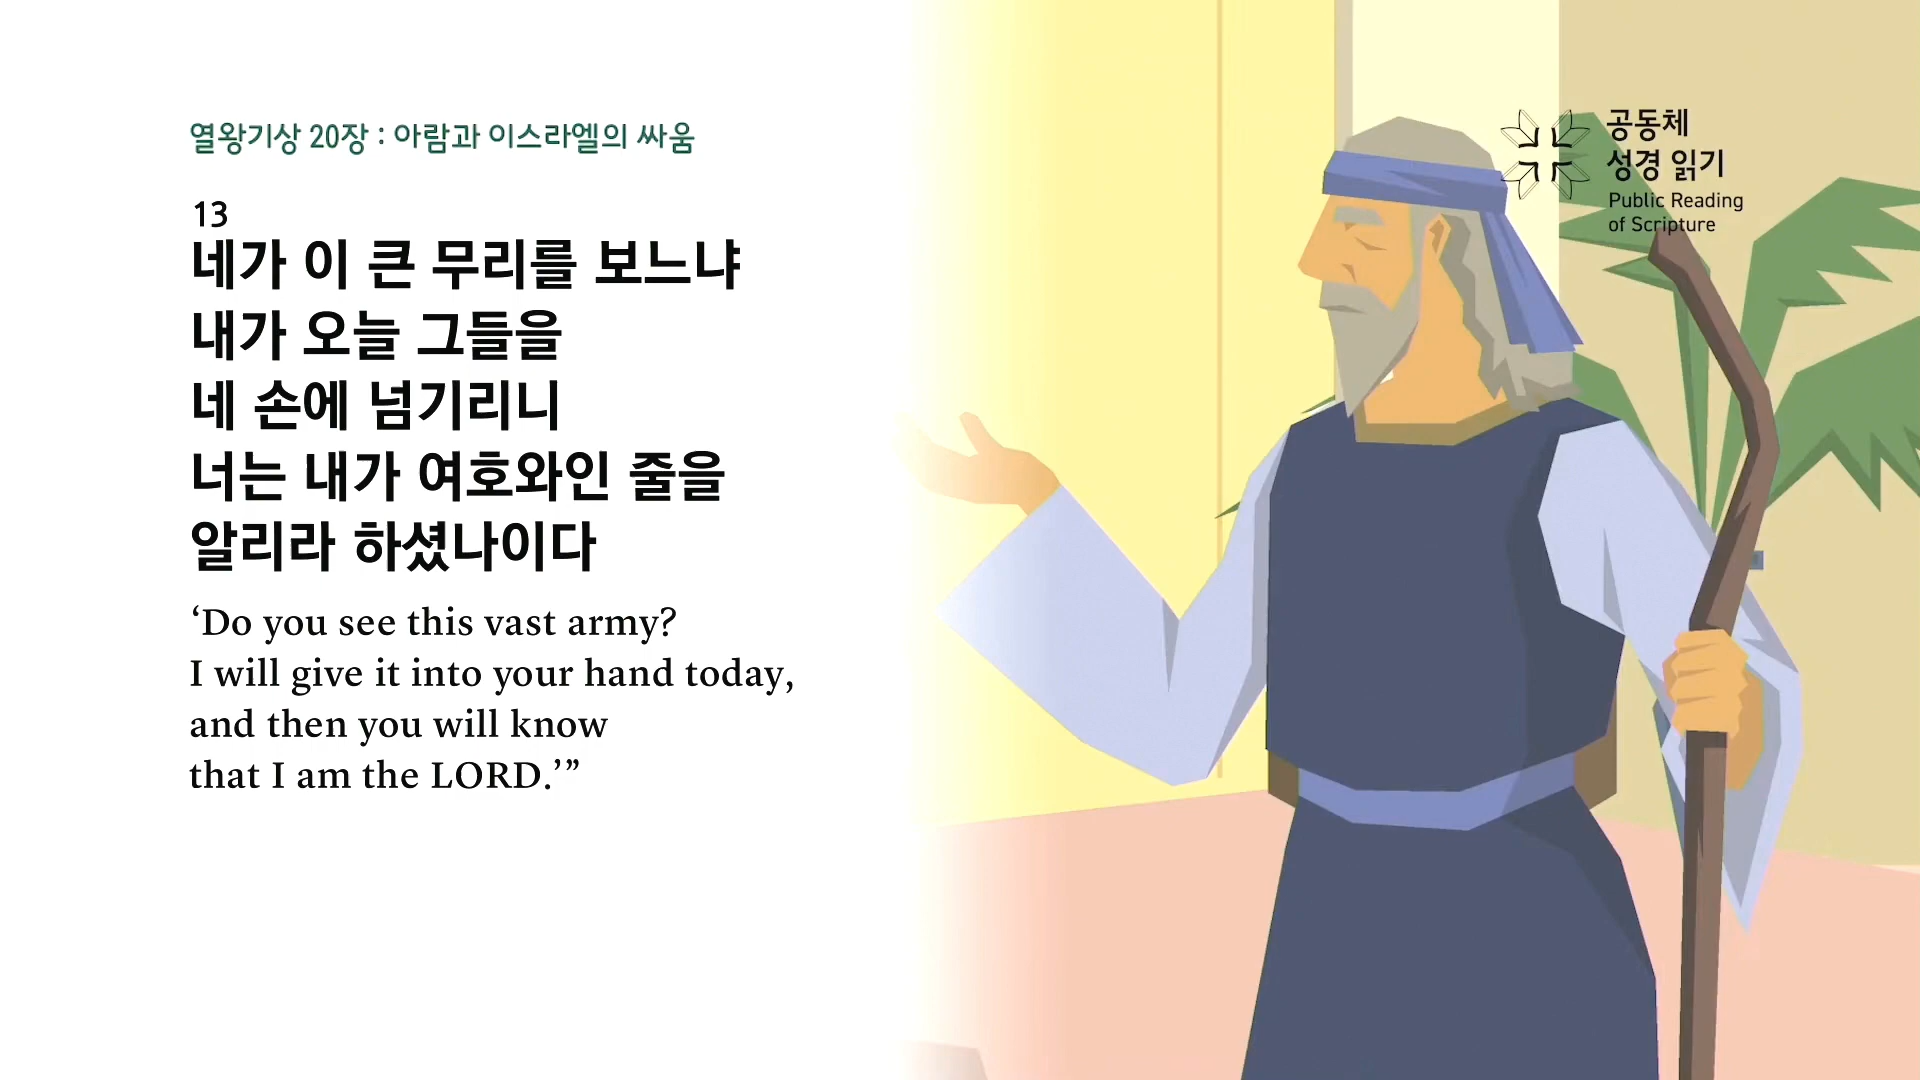 열왕기상 20장 : 아람과 이스라엘의 싸움
13
네가 이 큰 무리를 보느냐
내가 오늘 그들을
네 손에 넘기리니
너는 내가 여호와인 줄을
알리라 하셨나이다
‘Do you see this vast army?
I will give it into your hand today,
and then you will know
that I am the LORD.’”
공동체
성경 읽기
Public Reading
of Scripture